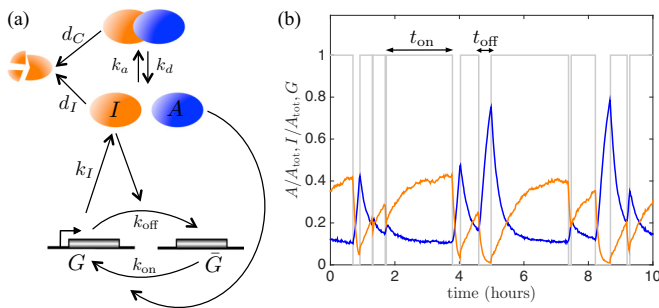 (a)
d_C
k_a
k_d
d_I
I
A
k_I
k_off
G
Ḡ
k_on
(b)
t_on
t_off
A/A_tot, I/A_tot, G
1
0.8
0.6
0.4
0.2
0
0 2 4 6 8 10
time (hours)